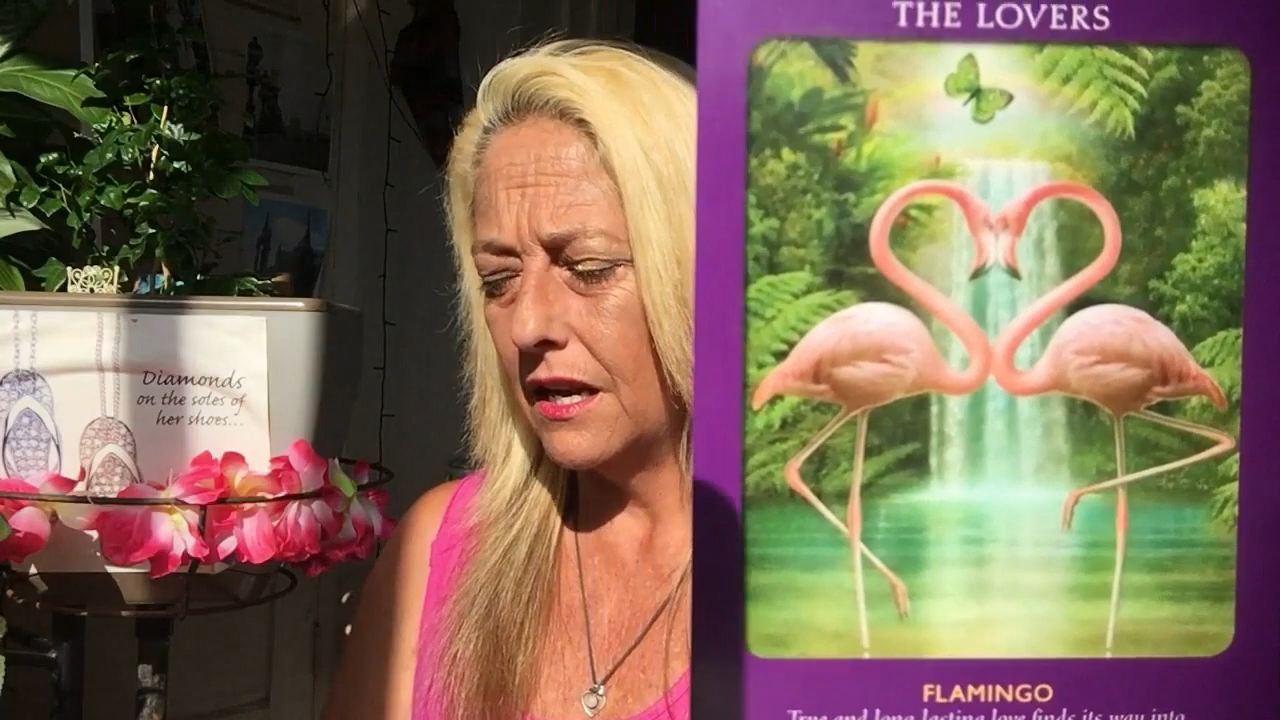 Diamonds
on the soles of
her shoes...
THE LOVERS
FLAMINGO
True and long-lasting love finds its way into